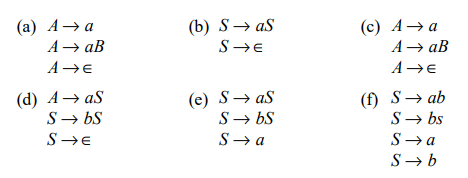 (a) A → a (b) S → aS (c) A → a
A → aB S → ∈ A → aB
A → ∈ A → ∈
(d) A → aS (e) S → aS (f) S → ab
S → bS S → bS S → bs
S → ∈ S → a S → a
S → b